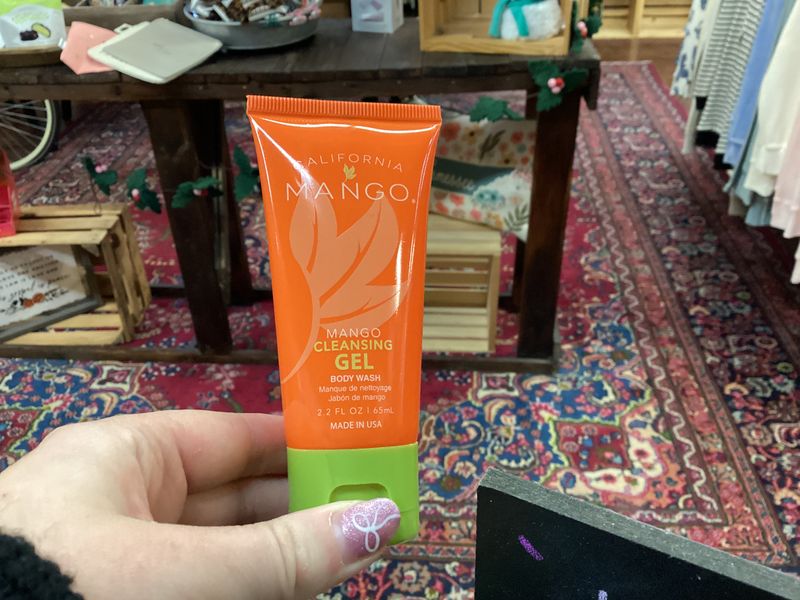 CALIFORNIA
MANGO
MANGO
CLEANSING
GEL
BODY WASH
Manque de nettoyage
Jabón de mango
2.2 FL OZ | 65mL
MADE IN USA